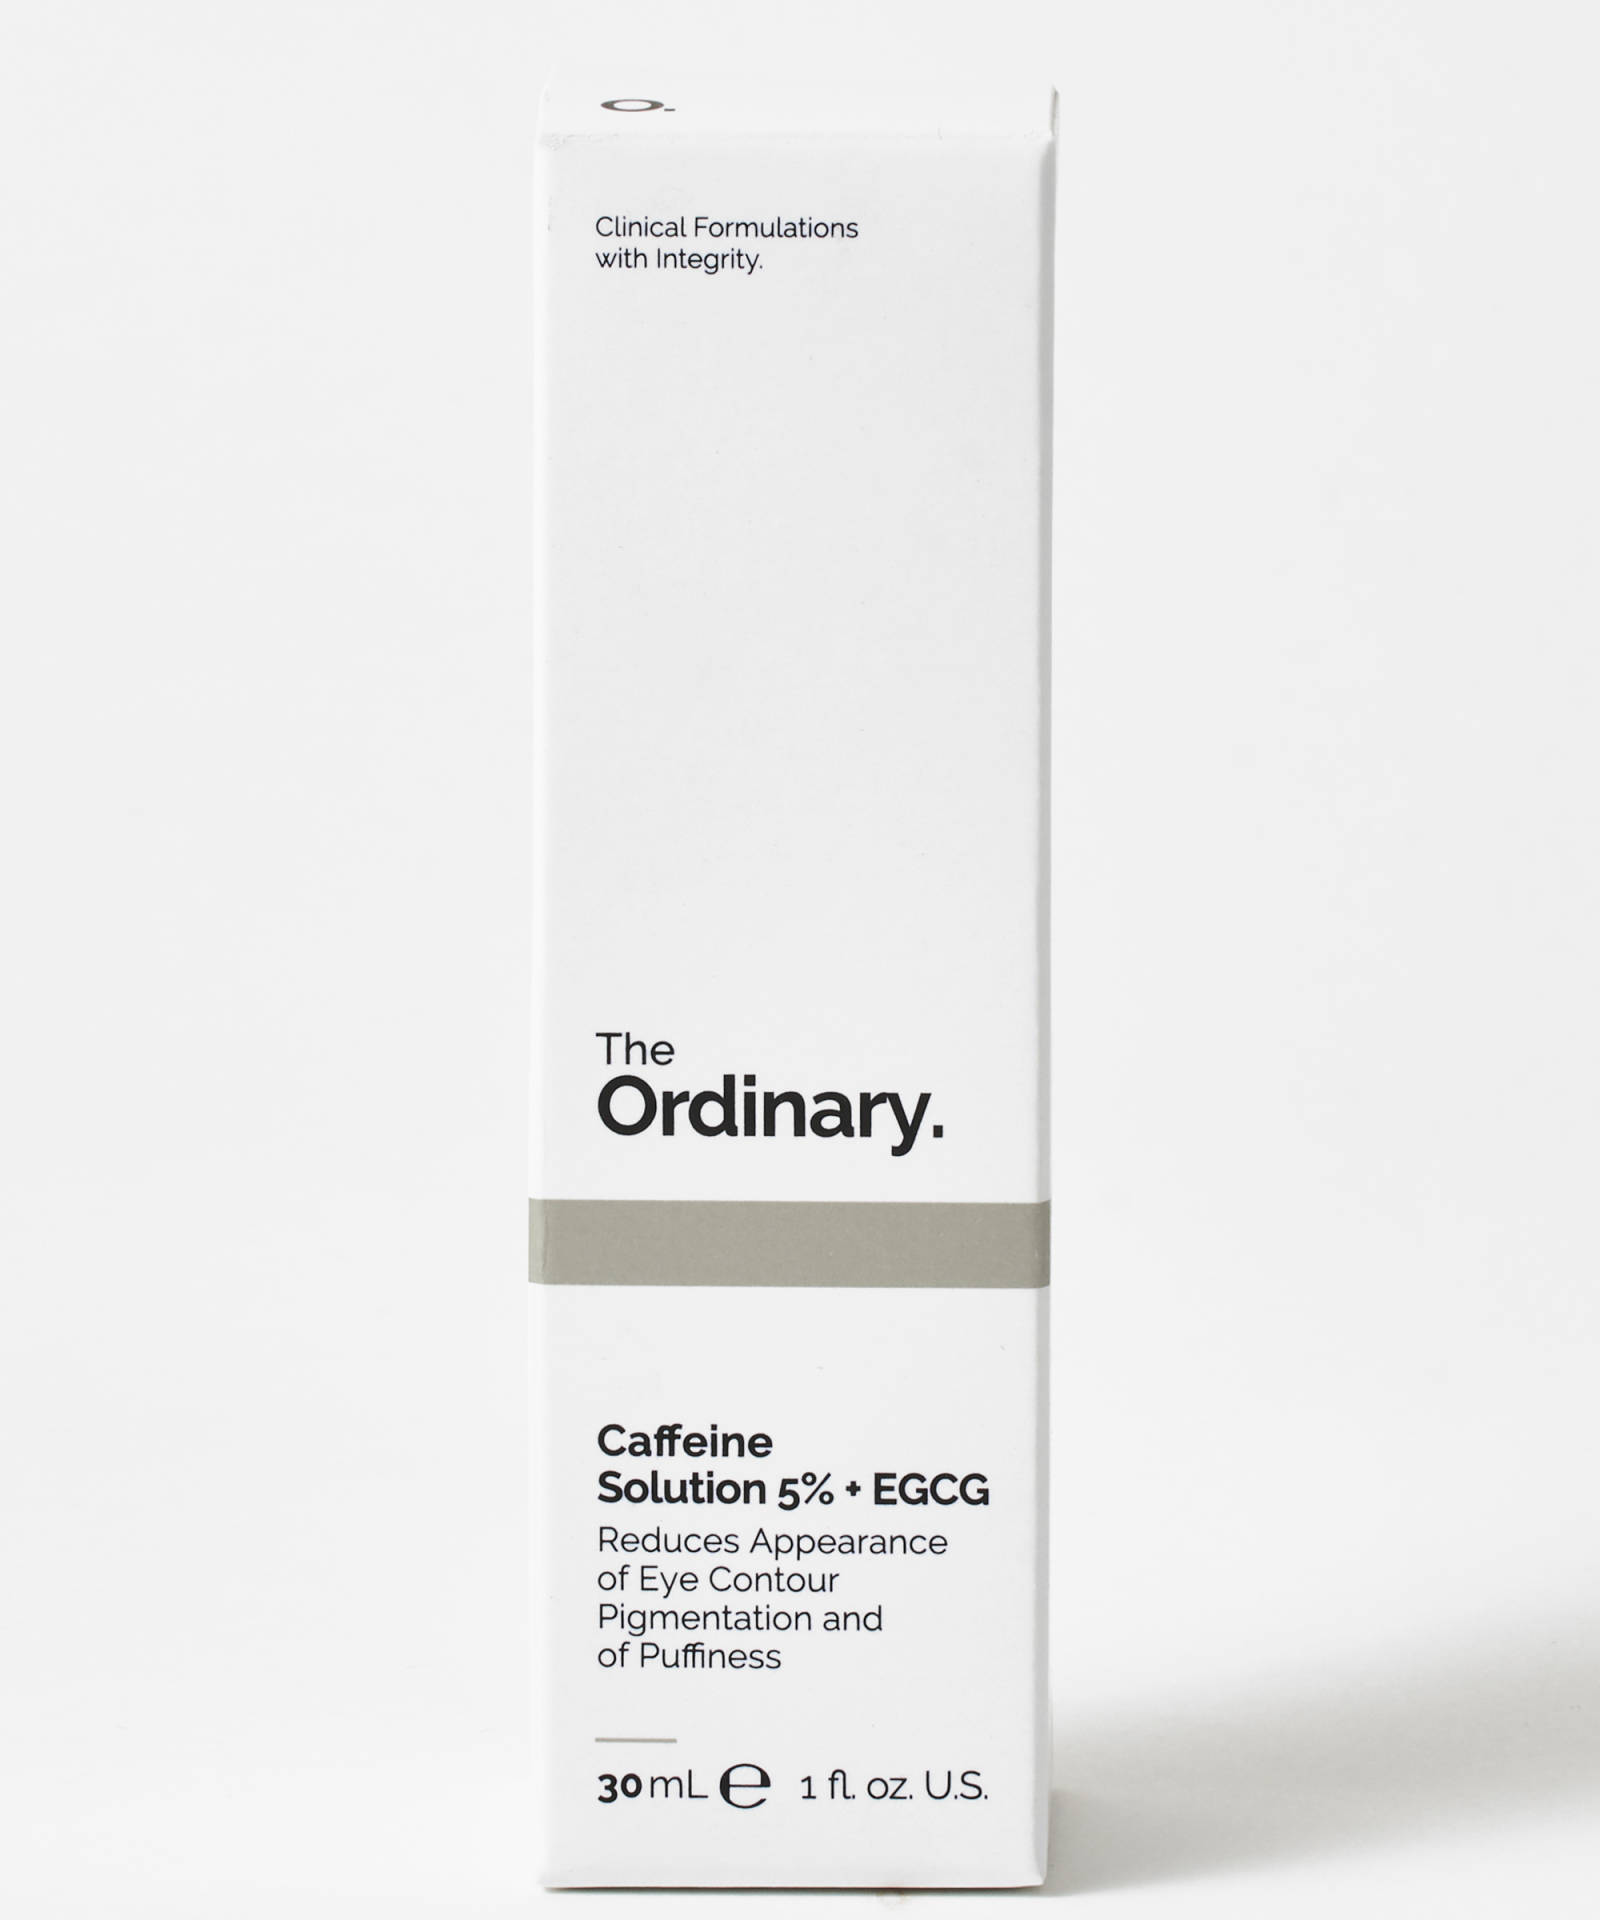 O.
Clinical Formulations
with Integrity.
The
Ordinary.
Caffeine
Solution 5% + EGCG
Reduces Appearance
of Eye Contour
Pigmentation and
of Puffiness
30 mL ℮ 1 fl. oz. U.S.